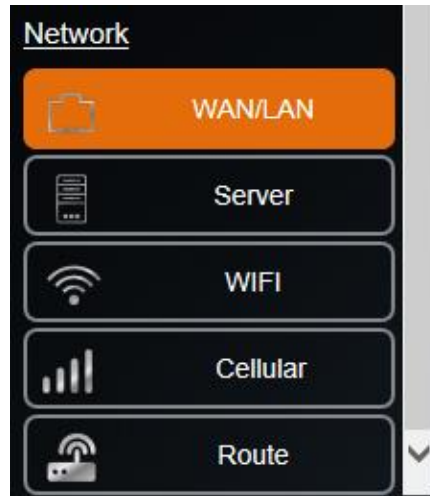 Network
WAN/LAN
Server
WIFI
Cellular
Route